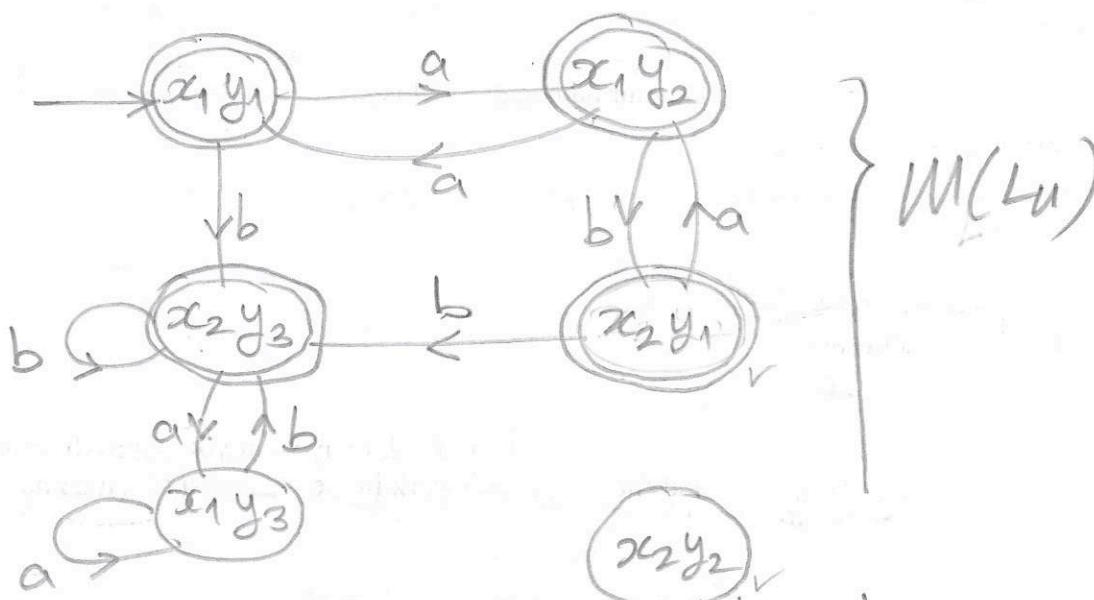 x₁y₁ a x₁y₂
a
b b a M(Lu)
x₂y₃ b x₂y₁
b
a b
x₁y₃
a x₂y₂